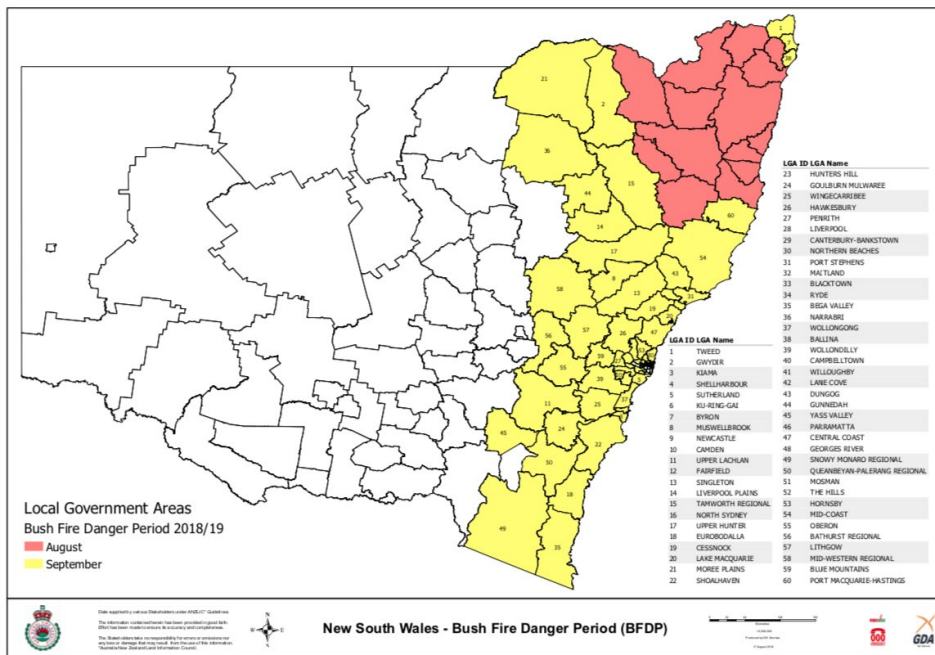 1
7
38
21
2
36
15
44
60
14
17
54
58
8
43
13
31
19
56
57
26
47
59
55
39
11
25
37
24
22
45
50
18
49
35
LGA ID LGA Name
1 TWEED
2 GWYDIR
3 KIAMA
4 SHELLHARBOUR
5 SUTHERLAND
6 KU-RING-GAI
7 BYRON
8 MUSWELLBROOK
9 NEWCASTLE
10 CAMDEN
11 UPPER LACHLAN
12 FAIRFIELD
13 SINGLETON
14 LIVERPOOL PLAINS
15 TAMWORTH REGIONAL
16 NORTH SYDNEY
17 UPPER HUNTER
18 EUROBODALLA
19 CESSNOCK
20 LAKE MACQUARIE
21 MOREE PLAINS
22 SHOALHAVEN
LGA ID LGA Name
23 HUNTERS HILL
24 GOULBURN MULWAREE
25 WINGECARRIBEE
26 HAWKESBURY
27 PENRITH
28 LIVERPOOL
29 CANTERBURY-BANKSTOWN
30 NORTHERN BEACHES
31 PORT STEPHENS
32 MAITLAND
33 BLACKTOWN
34 RYDE
35 BEGA VALLEY
36 NARRABRI
37 WOLLONGONG
38 BALLINA
39 WOLLONDILLY
40 CAMPBELLTOWN
41 WILLOUGHBY
42 LANE COVE
43 DUNGOG
44 GUNNEDAH
45 YASS VALLEY
46 PARRAMATTA
47 CENTRAL COAST
48 GEORGES RIVER
49 SNOWY MONARO REGIONAL
50 QUEANBEYAN-PALERANG REGIONAL
51 MOSMAN
52 THE HILLS
53 HORNSBY
54 MID-COAST
55 OBERON
56 BATHURST REGIONAL
57 LITHGOW
58 MID-WESTERN REGIONAL
59 BLUE MOUNTAINS
60 PORT MACQUARIE-HASTINGS
Local Government Areas
Bush Fire Danger Period 2018/19
August
September
New South Wales - Bush Fire Danger Period (BFDP)
N
W E
S
000
GDA